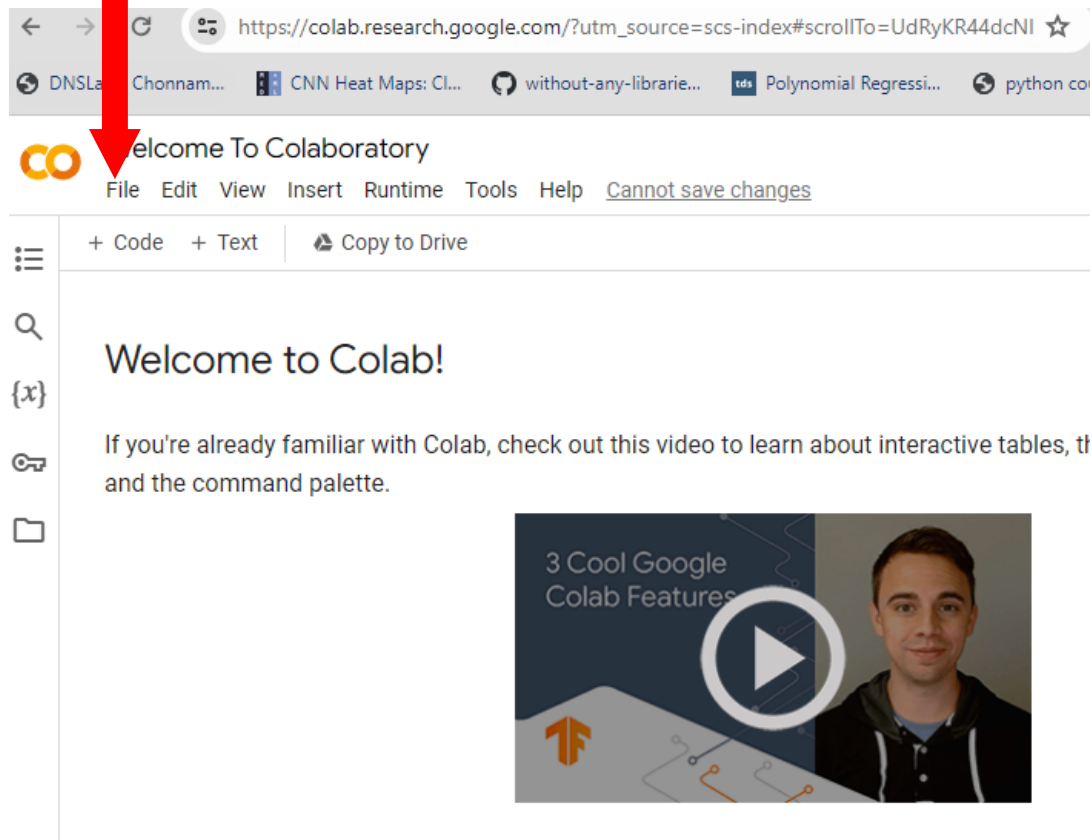 https://colab.research.google.com/?utm_source=scs-index#scrollTo=UdRyKR44dcNI
DNSLa Chonnam... CNN Heat Maps: Cl... without-any-librarie... tds Polynomial Regressi... python cou
CO
elcome To Colaboratory
File Edit View Insert Runtime Tools Help Cannot save changes
+ Code + Text Copy to Drive
Welcome to Colab!
{x}
If you're already familiar with Colab, check out this video to learn about interactive tables, th
and the command palette.
3 Cool Google
Colab Features